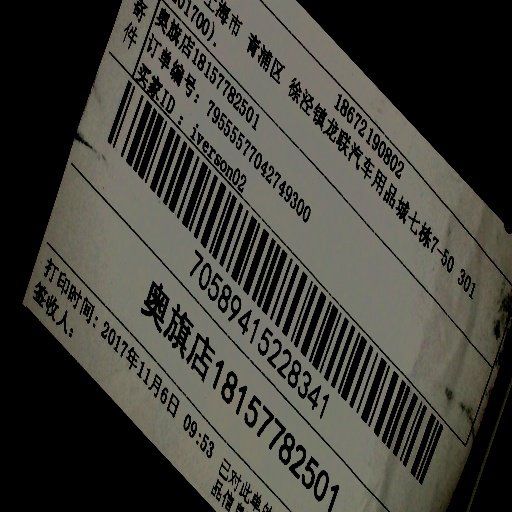 18672190802
上海市 青浦区 徐泾镇龙联汽车用品城七栋7-50 301
201700).
寄件
奥旗店18157782501
订单编号: 79555577042749300
买家ID: iverson02
70589415228341
奥旗店18157782501
打印时间: 2017年11月6日 09:53
签收人:
已对此单
品信息